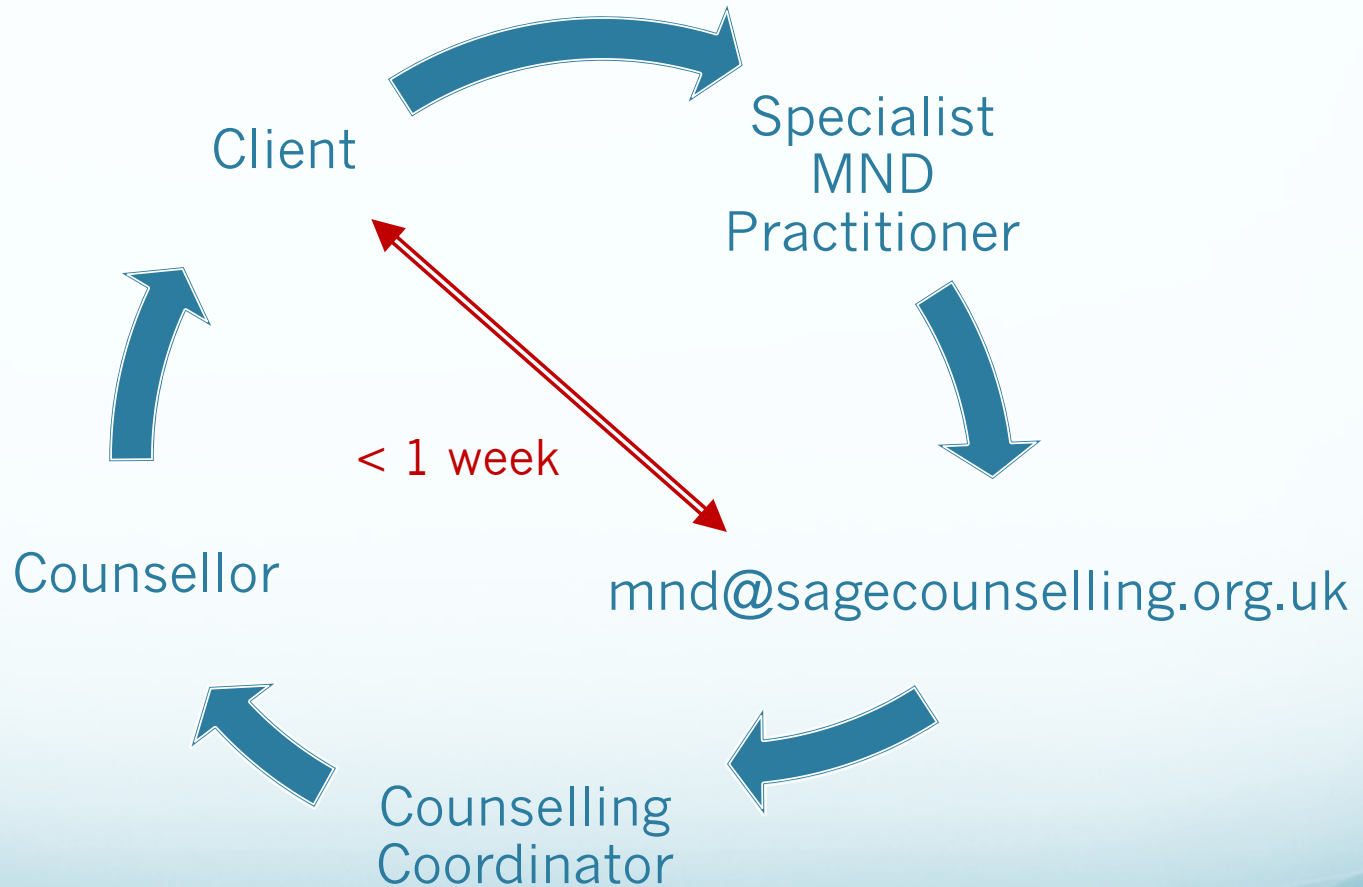 Client
Specialist
MND
Practitioner
< 1 week
Counsellor
mnd@sagecounselling.org.uk
Counselling
Coordinator